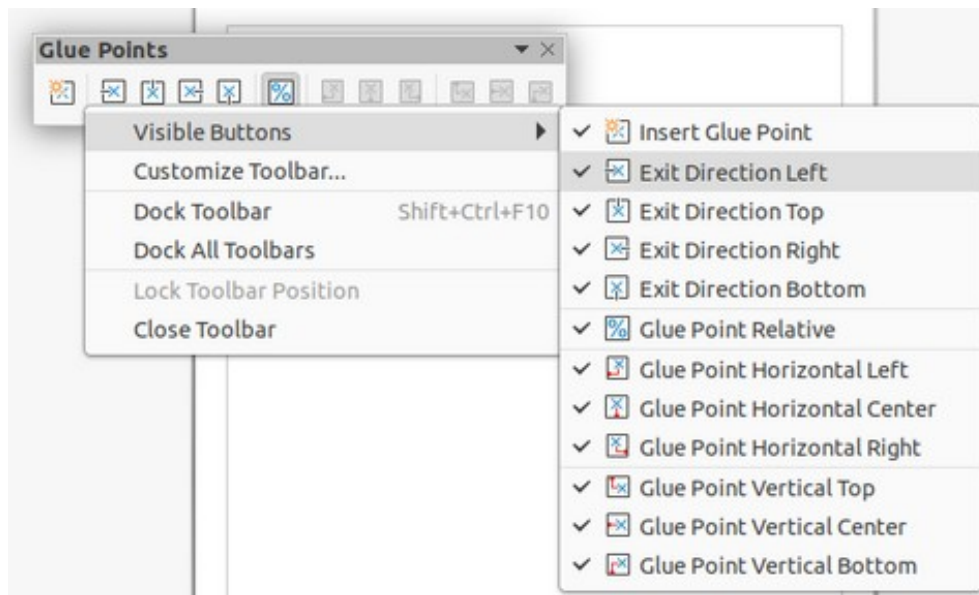 Glue Points
Visible Buttons
Customize Toolbar...
Dock Toolbar Shift+Ctrl+F10
Dock All Toolbars
Lock Toolbar Position
Close Toolbar
Insert Glue Point
Exit Direction Left
Exit Direction Top
Exit Direction Right
Exit Direction Bottom
Glue Point Relative
Glue Point Horizontal Left
Glue Point Horizontal Center
Glue Point Horizontal Right
Glue Point Vertical Top
Glue Point Vertical Center
Glue Point Vertical Bottom